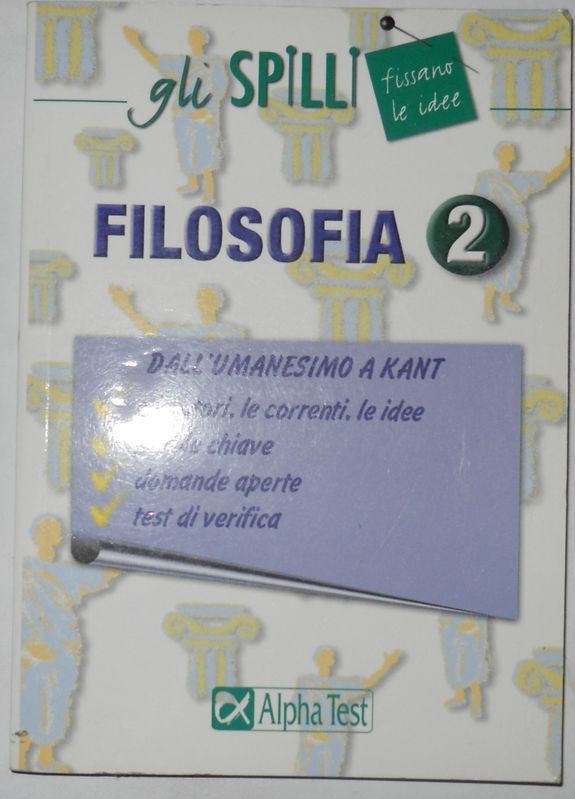 gli SPILLI
fissano
le idee
FILOSOFIA 2
DALL'UMANESIMO A KANT
le correnti, le idee
chiave
domande aperte
test di verifica
Alpha Test